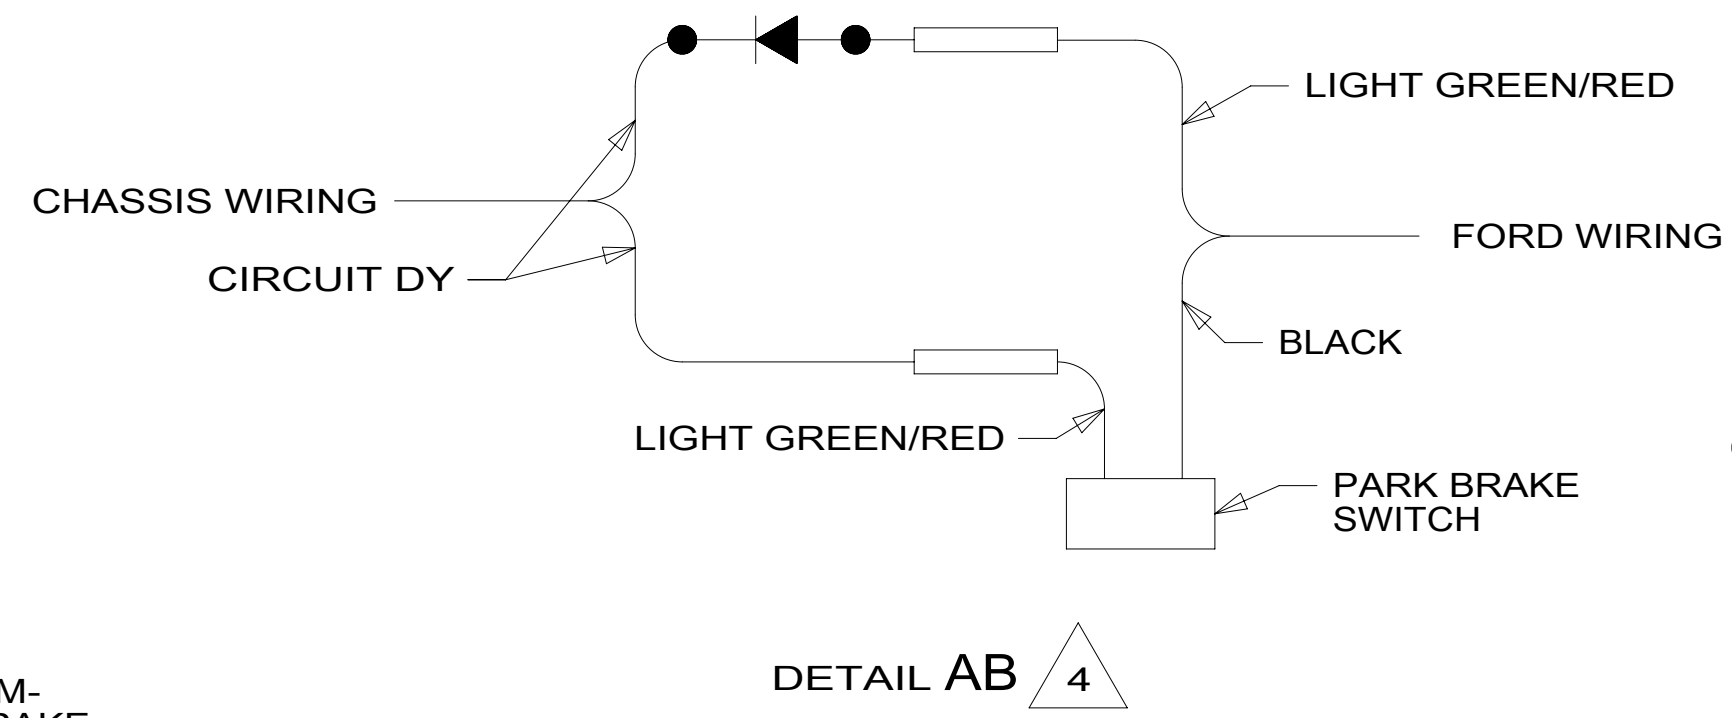 LIGHT GREEN/RED
CHASSIS WIRING
FORD WIRING
CIRCUIT DY
BLACK
LIGHT GREEN/RED
PARK BRAKE
SWITCH
DETAIL AB 4
M-